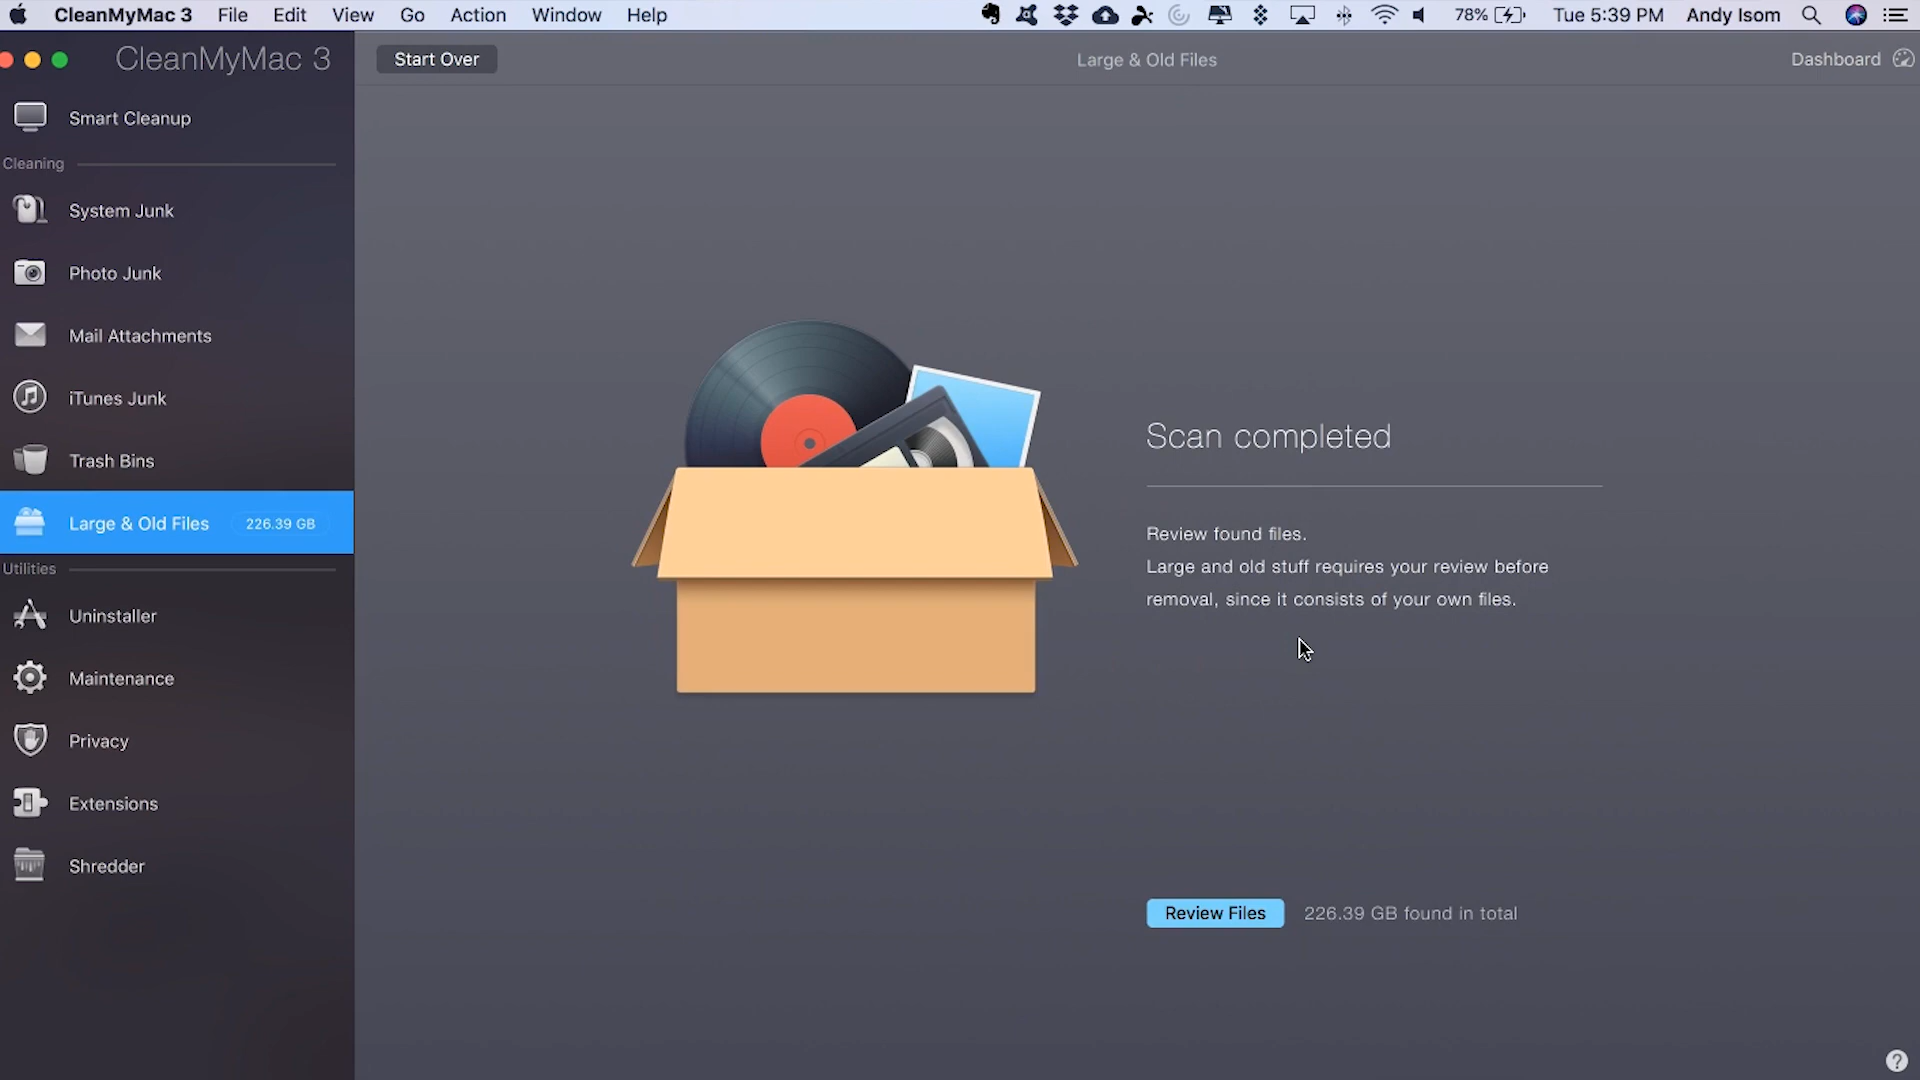 CleanMyMac 3 File Edit View Go Action Window Help 78% Tue 5:39 PM Andy Isom
CleanMyMac 3
Start Over
Large & Old Files
Dashboard
Smart Cleanup
Cleaning
System Junk
Photo Junk
Mail Attachments
iTunes Junk
Trash Bins
Large & Old Files 226.39 GB
Utilities
Uninstaller
Maintenance
Privacy
Extensions
Shredder
Scan completed
Review found files.
Large and old stuff requires your review before
removal, since it consists of your own files.
Review Files 226.39 GB found in total
?